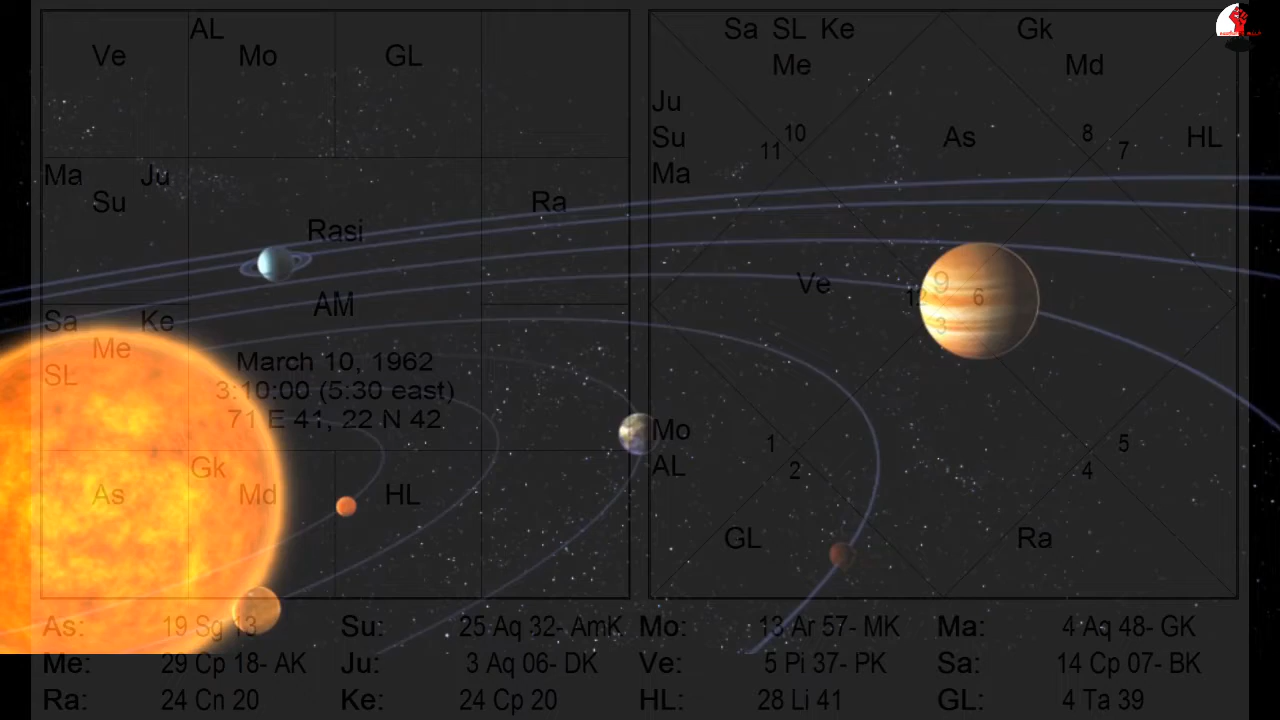 AL
Ve Mo GL
Ma Ju
Su
Ra
Rasi
AM
Sa Ke
Me
SL
March 10, 1962
3:10:00 (5:30 east)
71 E 41, 22 N 42
Gk
As Md HL
Sa SL Ke Gk
Me Md
Ju
Su As HL
Ma
11 10 8 7
Ve
12 9 6
3
Mo 1 5
AL 2 4
GL Ra
As: 19 Sg 13 Su: 25 Aq 32- AmK Mo: 13 Ar 57- MK Ma: 4 Aq 48- GK
Me: 29 Cp 18- AK Ju: 3 Aq 06- DK Ve: 5 Pi 37- PK Sa: 14 Cp 07- BK
Ra: 24 Cn 20 Ke: 24 Cp 20 HL: 28 Li 41 GL: 4 Ta 39